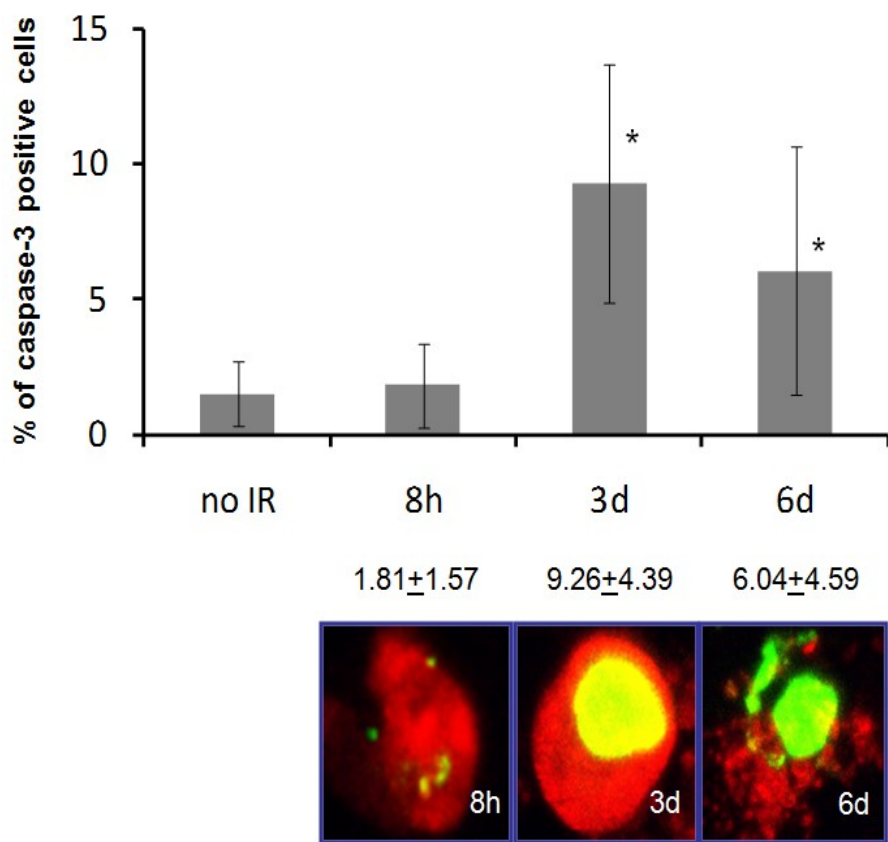 % of caspase-3 positive cells
15
10
5
0
*
*
no IR 8h 3d 6d
1.81±1.57 9.26±4.39 6.04±4.59
8h 3d 6d